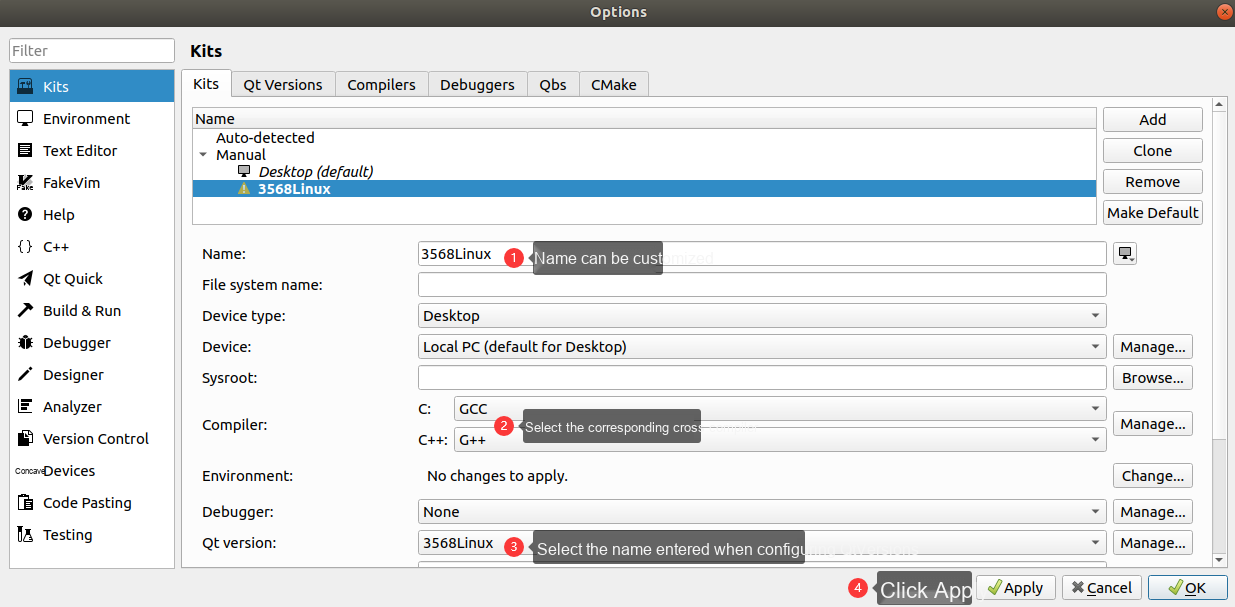 Options
Filter
Kits
Environment
Text Editor
FakeVim
Help
C++
Qt Quick
Build & Run
Debugger
Designer
Analyzer
Version Control
Concave Devices
Code Pasting
Testing
Kits
Kits Qt Versions Compilers Debuggers Qbs CMake
Name
Auto-detected
Manual
Desktop (default)
3568Linux
Add
Clone
Remove
Make Default
Name: 3568Linux 1 Name can be customized
File system name:
Device type: Desktop
Device: Local PC (default for Desktop) Manage...
Sysroot: Browse...
Compiler: C: GCC
2 Select the corresponding cross Manage...
C++: G++
Environment: No changes to apply. Change...
Debugger: None Manage...
Qt version: 3568Linux 3 Select the name entered when configuring Manage...
4 Click App Apply Cancel OK